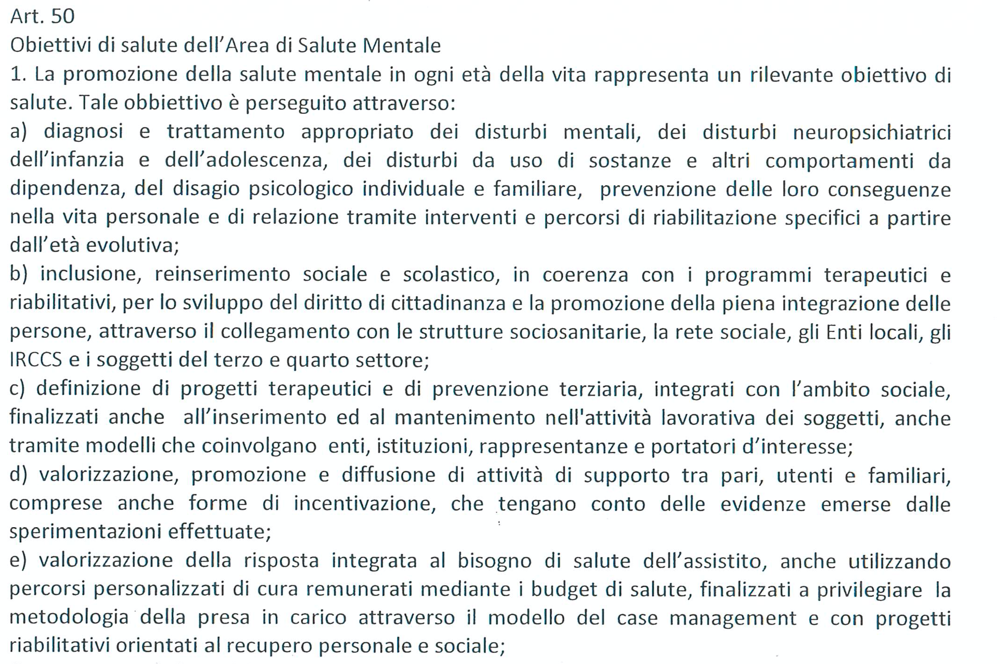 Art. 50
Obiettivi di salute dell’Area di Salute Mentale
1. La promozione della salute mentale in ogni età della vita rappresenta un rilevante obiettivo di
salute. Tale obbiettivo è perseguito attraverso:
a) diagnosi e trattamento appropriato dei disturbi mentali, dei disturbi neuropsichiatrici
dell’infanzia e dell’adolescenza, dei disturbi da uso di sostanze e altri comportamenti da
dipendenza, del disagio psicologico individuale e familiare, prevenzione delle loro conseguenze
nella vita personale e di relazione tramite interventi e percorsi di riabilitazione specifici a partire
dall’età evolutiva;
b) inclusione, reinserimento sociale e scolastico, in coerenza con i programmi terapeutici e
riabilitativi, per lo sviluppo del diritto di cittadinanza e la promozione della piena integrazione delle
persone, attraverso il collegamento con le strutture sociosanitarie, la rete sociale, gli Enti locali, gli
IRCCS e i soggetti del terzo e quarto settore;
c) definizione di progetti terapeutici e di prevenzione terziaria, integrati con l’ambito sociale,
finalizzati anche all’inserimento ed al mantenimento nell'attività lavorativa dei soggetti, anche
tramite modelli che coinvolgano enti, istituzioni, rappresentanze e portatori d’interesse;
d) valorizzazione, promozione e diffusione di attività di supporto tra pari, utenti e familiari,
comprese anche forme di incentivazione, che tengano conto delle evidenze emerse dalle
sperimentazioni effettuate;
e) valorizzazione della risposta integrata al bisogno di salute dell’assistito, anche utilizzando
percorsi personalizzati di cura remunerati mediante i budget di salute, finalizzati a privilegiare la
metodologia della presa in carico attraverso il modello del case management e con progetti
riabilitativi orientati al recupero personale e sociale;